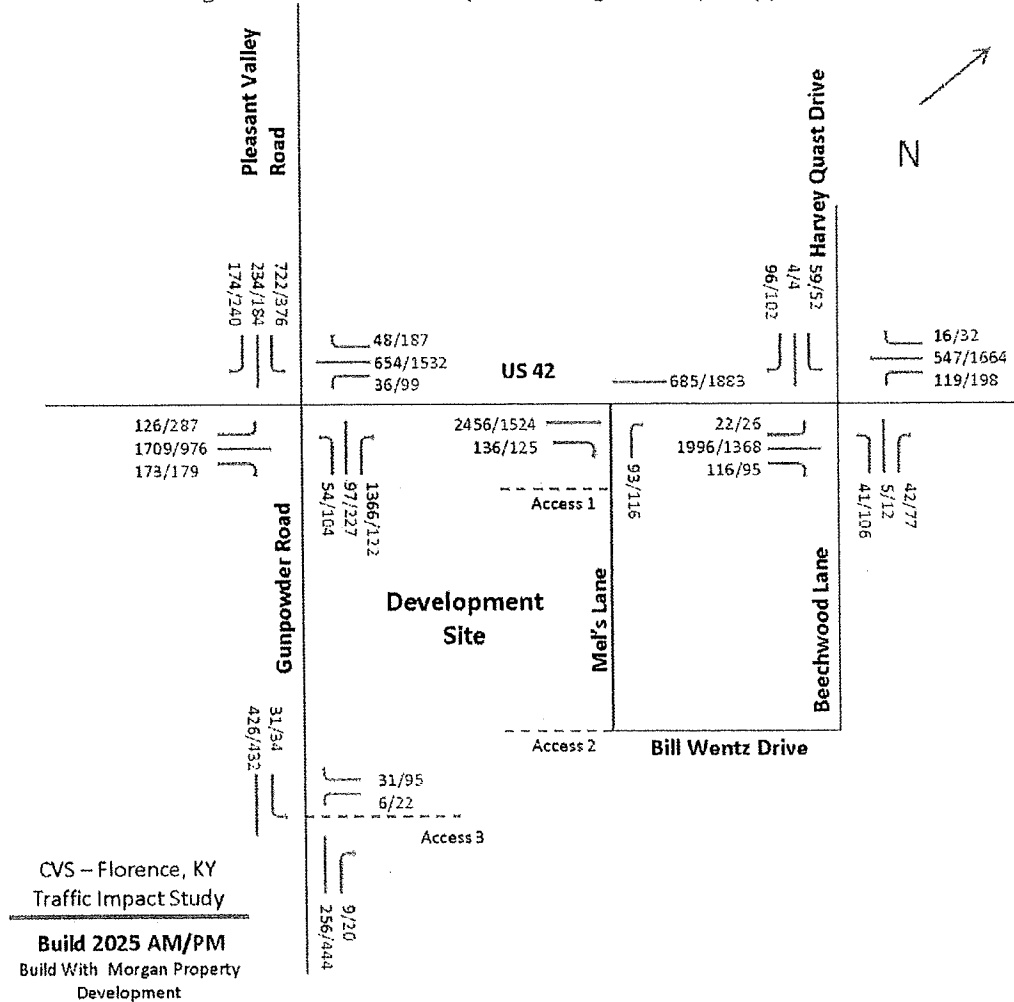 Pleasant Valley
Road
Harvey Quast Drive
N
174/240
234/184
722/376
96/102
4/4
59/52
48/187
654/1532
36/99
US 42
685/1883
16/32
547/1664
119/198
126/287
1709/976
173/179
54/104
97/227
1366/122
2456/1524
136/125
93/116
22/26
1996/1368
116/95
41/106
5/12
42/77
Access 1
Gunpowder Road
Development
Site
Mel's Lane
Beechwood Lane
Access 2
Bill Wentz Drive
426/432
31/34
31/95
6/22
Access 3
256/444
9/20
CVS – Florence, KY
Traffic Impact Study
Build 2025 AM/PM
Build With Morgan Property
Development